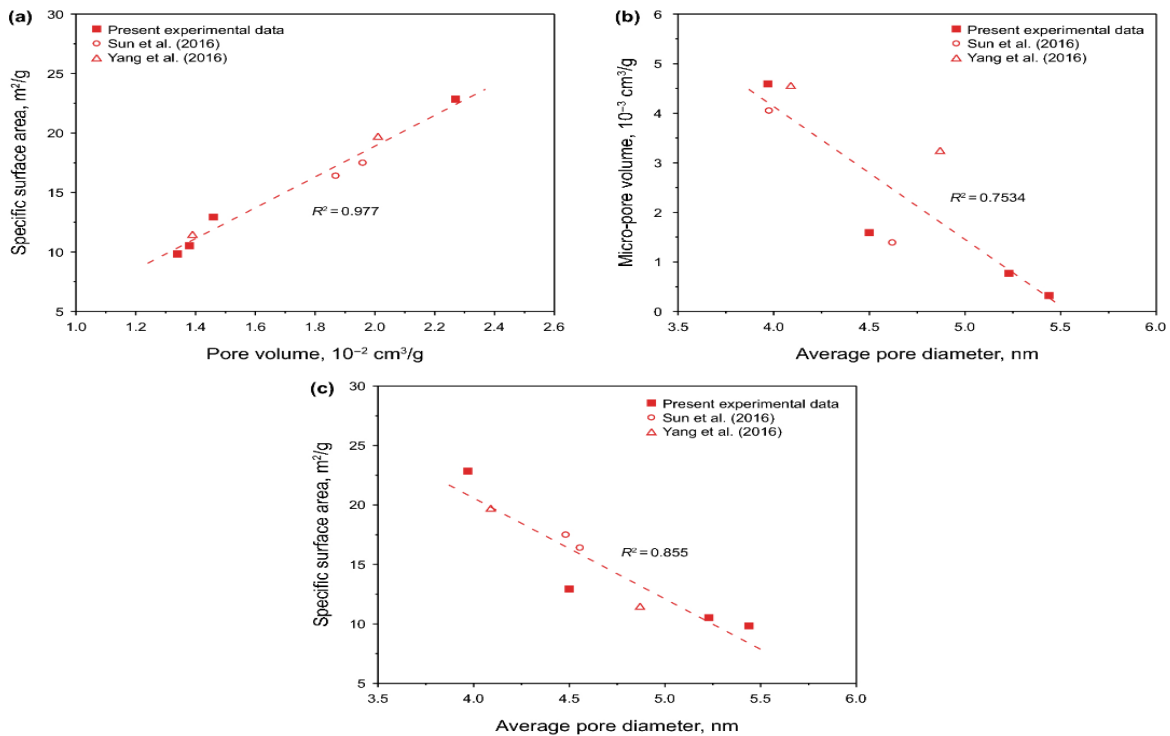 (a)
30
25
20
15
10
5
Specific surface area, m²/g
Present experimental data
Sun et al. (2016)
Yang et al. (2016)
R² = 0.977
1.0 1.2 1.4 1.6 1.8 2.0 2.2 2.4 2.6
Pore volume, 10⁻² cm³/g
(b)
6
5
4
3
2
1
0
Micro-pore volume, 10⁻³ cm³/g
Present experimental data
Sun et al. (2016)
Yang et al. (2016)
R² = 0.7534
3.5 4.0 4.5 5.0 5.5 6.0
Average pore diameter, nm
(c)
30
25
20
15
10
5
Specific surface area, m²/g
Present experimental data
Sun et al. (2016)
Yang et al. (2016)
R² = 0.855
3.5 4.0 4.5 5.0 5.5 6.0
Average pore diameter, nm